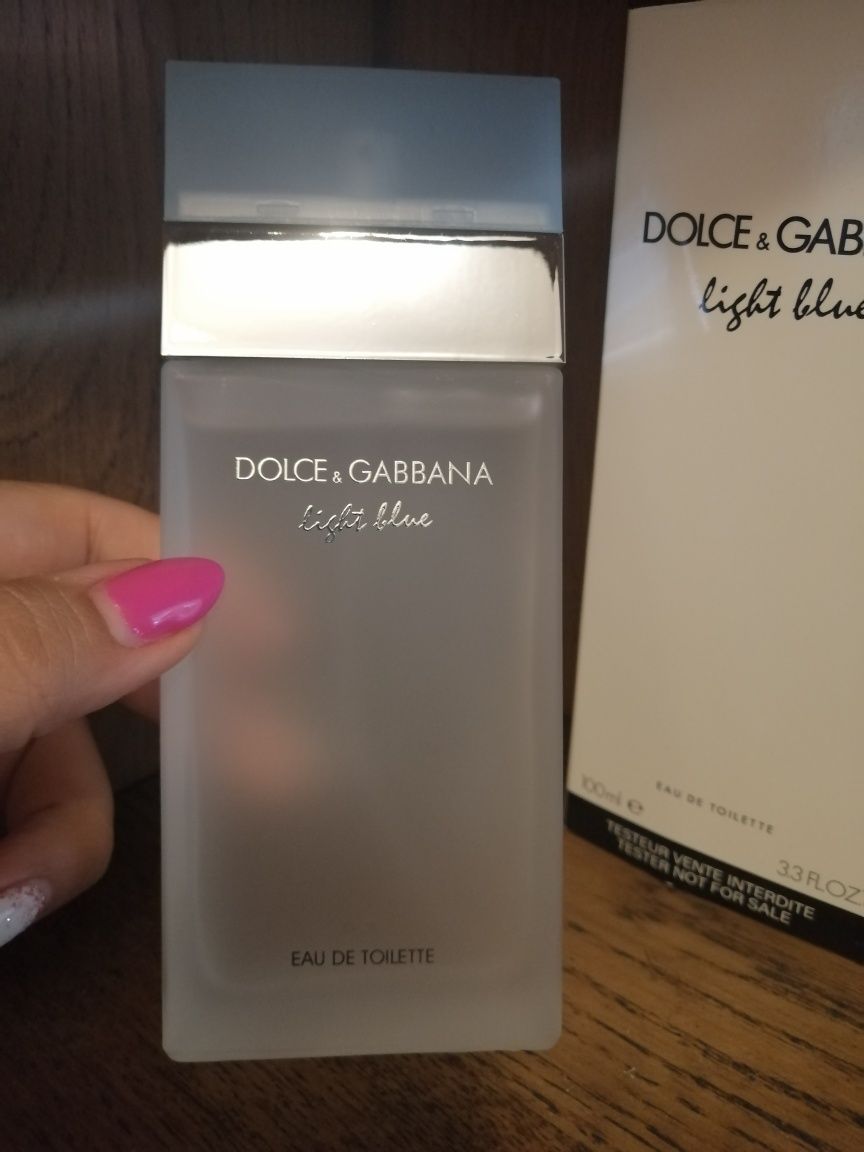 DOLCE & GABBANA
light blue
EAU DE TOILETTE
DOLCE & GAB
light blue
100ml e
EAU DE TOILETTE
3.3 FL.OZ.
TESTEUR VENTE INTERDITE
TESTER NOT FOR SALE